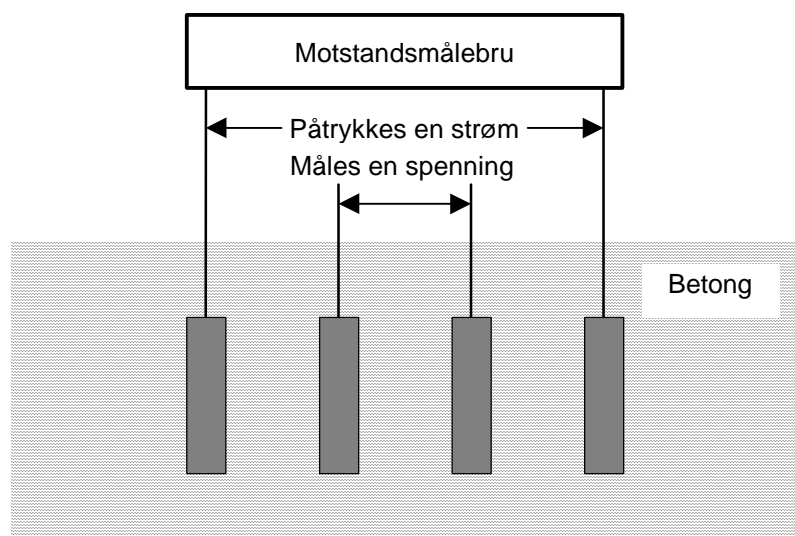 Motstandsmålebru
Påtrykkes en strøm
Måles en spenning
Betong